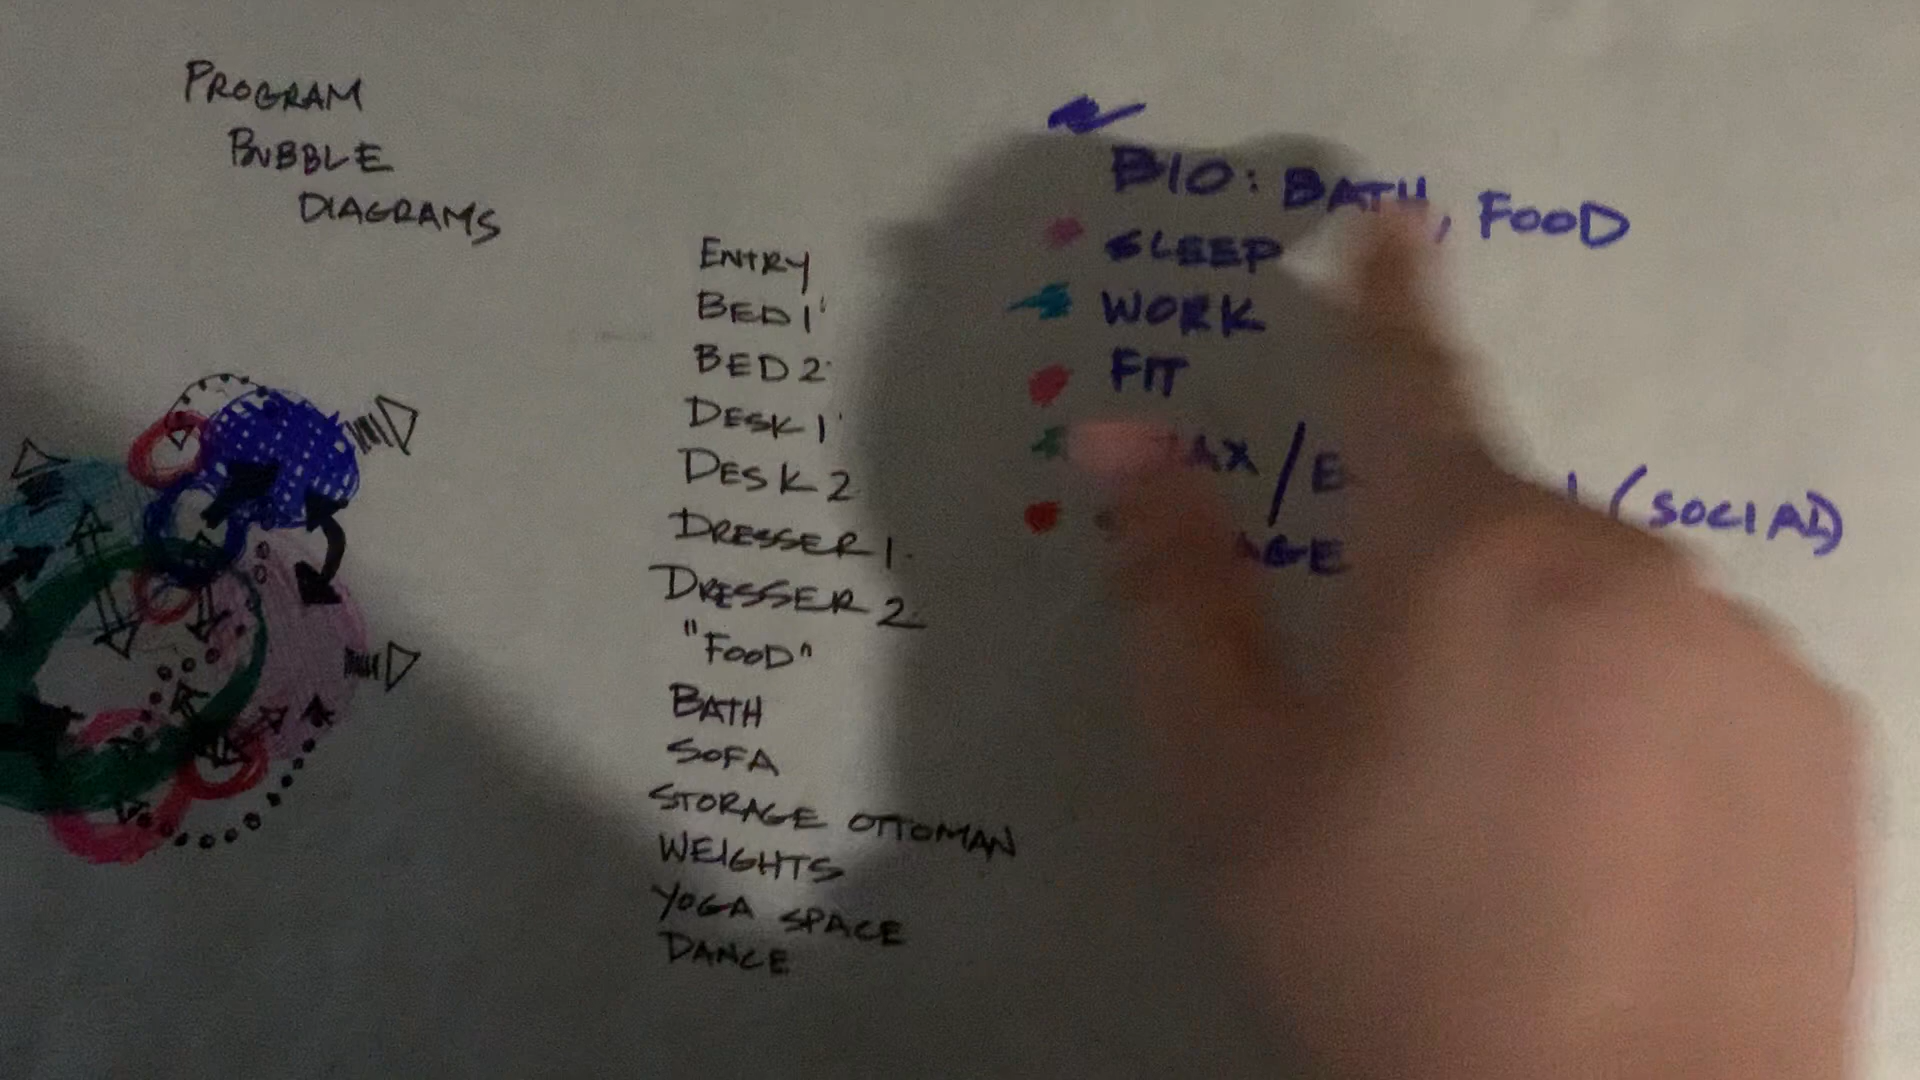 PROGRAM
BUBBLE
DIAGRAMS
ENTRY
BED 1
BED 2
DESK 1
DESK 2
DRESSER 1
DRESSER 2
"FOOD"
BATH
SOFA
STORAGE OTTOMAN
WEIGHTS
YOGA SPACE
DANCE
BIO: BATH, FOOD
SLEEP
WORK
FIT
(SOCIAL)